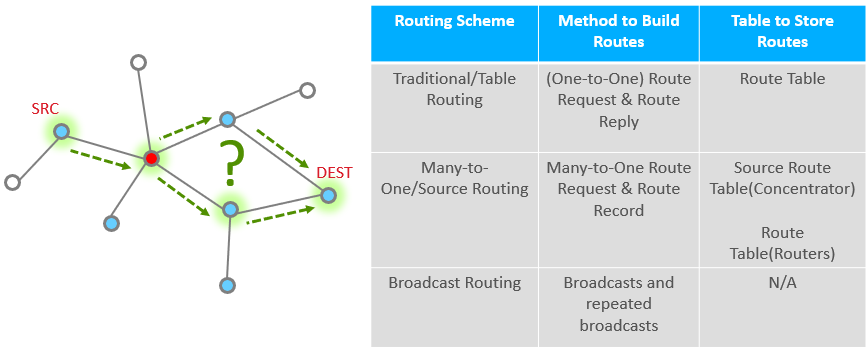 SRC
?
DEST
Routing Scheme
Method to Build
Routes
Table to Store
Routes
Traditional/Table
Routing
(One-to-One) Route
Request & Route
Reply
Route Table
Many-to-
One/Source Routing
Many-to-One Route
Request & Route
Record
Source Route
Table(Concentrator)
Route
Table(Routers)
Broadcast Routing
Broadcasts and
repeated
broadcasts
N/A